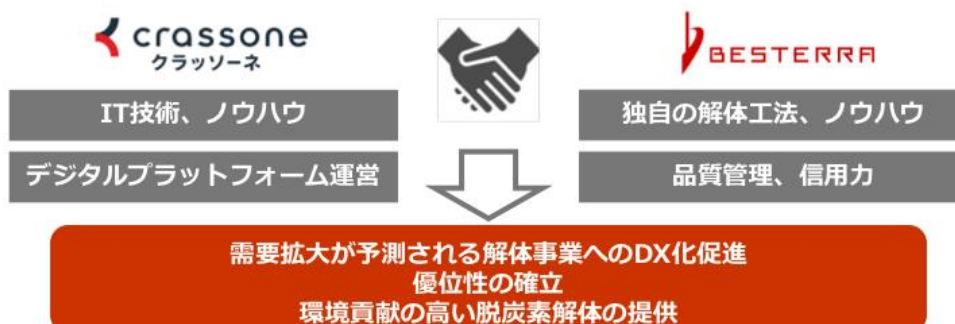 crassone
クラッソーネ
BESTERRA
IT技術、ノウハウ
独自の解体工法、ノウハウ
デジタルプラットフォーム運営
品質管理、信用力
需要拡大が予測される解体事業へのDX化促進
優位性の確立
環境貢献の高い脱炭素解体の提供